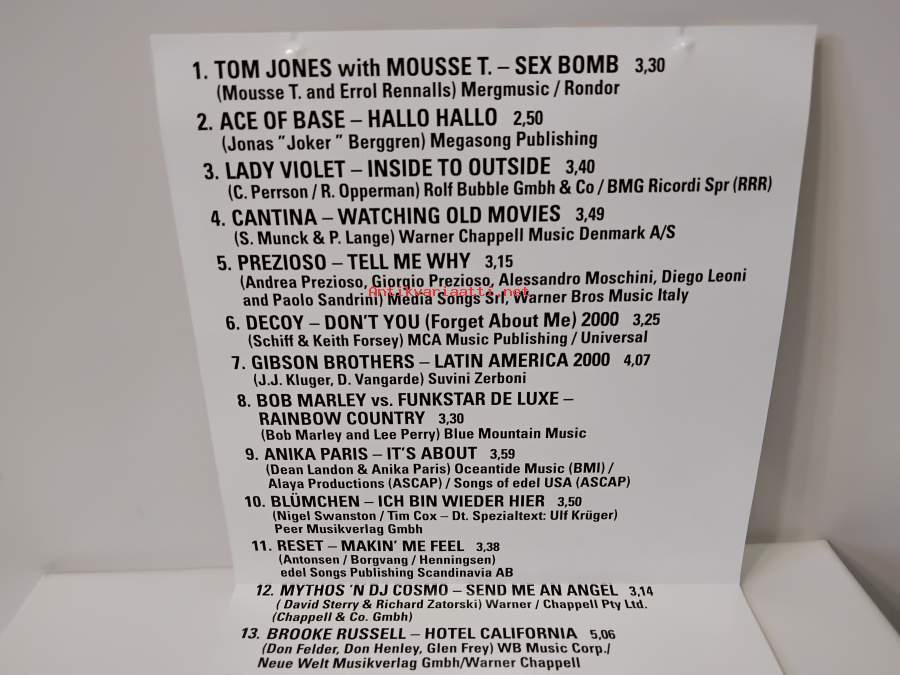 1. TOM JONES with MOUSSE T. – SEX BOMB 3,30
(Mousse T. and Errol Rennalls) Mergmusic / Rondor
2. ACE OF BASE – HALLO HALLO 2,50
(Jonas "Joker" Berggren) Megasong Publishing
3. LADY VIOLET – INSIDE TO OUTSIDE 3,40
(C. Perrson / R. Opperman) Rolf Bubble Gmbh & Co / BMG Ricordi Spr (RRR)
4. CANTINA – WATCHING OLD MOVIES 3,49
(S. Munck & P. Lange) Warner Chappell Music Denmark A/S
5. PREZIOSO – TELL ME WHY 3,15
(Andrea Prezioso, Giorgio Prezioso, Alessandro Moschini, Diego Leoni
Antikvariaatti.net
and Paolo Sandrini) Media Songs Srl, Warner Bros Music Italy
6. DECOY – DON'T YOU (Forget About Me) 2000 3,25
(Schiff & Keith Forsey) MCA Music Publishing / Universal
7. GIBSON BROTHERS – LATIN AMERICA 2000 4,07
(J.J. Kluger, D. Vangarde) Suvini Zerboni
8. BOB MARLEY vs. FUNKSTAR DE LUXE –
RAINBOW COUNTRY 3,30
(Bob Marley and Lee Perry) Blue Mountain Music
9. ANIKA PARIS – IT'S ABOUT 3,59
(Dean Landon & Anika Paris) Oceantide Music (BMI) /
Alaya Productions (ASCAP) / Songs of edel USA (ASCAP)
10. BLÜMCHEN – ICH BIN WIEDER HIER 3,50
(Nigel Swanston / Tim Cox – Dt. Spezialtext: Ulf Krüger)
Peer Musikverlag Gmbh
11. RESET – MAKIN' ME FEEL 3,38
(Antonsen / Borgvang / Henningsen)
edel Songs Publishing Scandinavia AB
12. MYTHOS 'N DJ COSMO – SEND ME AN ANGEL 3,14
( David Sterry & Richard Zatorski) Warner / Chappell Pty Ltd.
(Chappell & Co. Gmbh)
13. BROOKE RUSSELL – HOTEL CALIFORNIA 5,06
(Don Felder, Don Henley, Glen Frey) WB Music Corp./
Neue Welt Musikverlag Gmbh/Warner Chappell